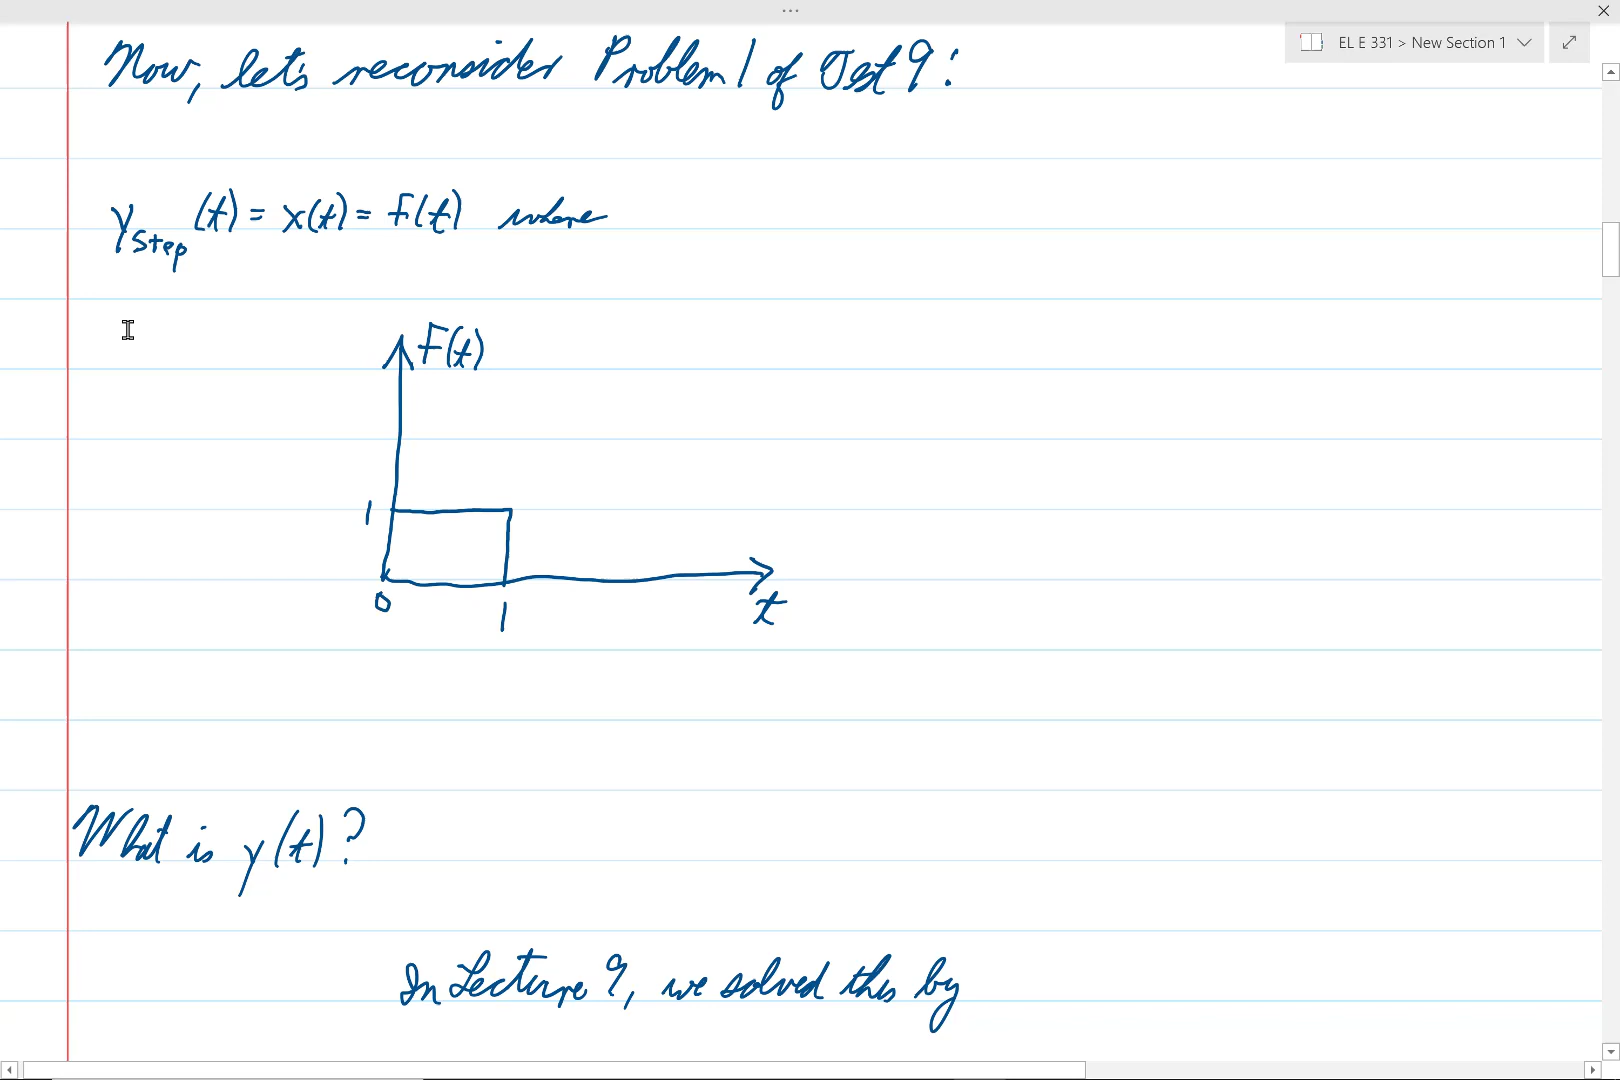 ...
EL E 331 > New Section 1
Now, let's reconsider Problem 1 of Test 9:
y_step (t) = x(t) = f(t) where
F(t)
1
0
1
t
What is y(t)?
In Lecture 9, we solved this by